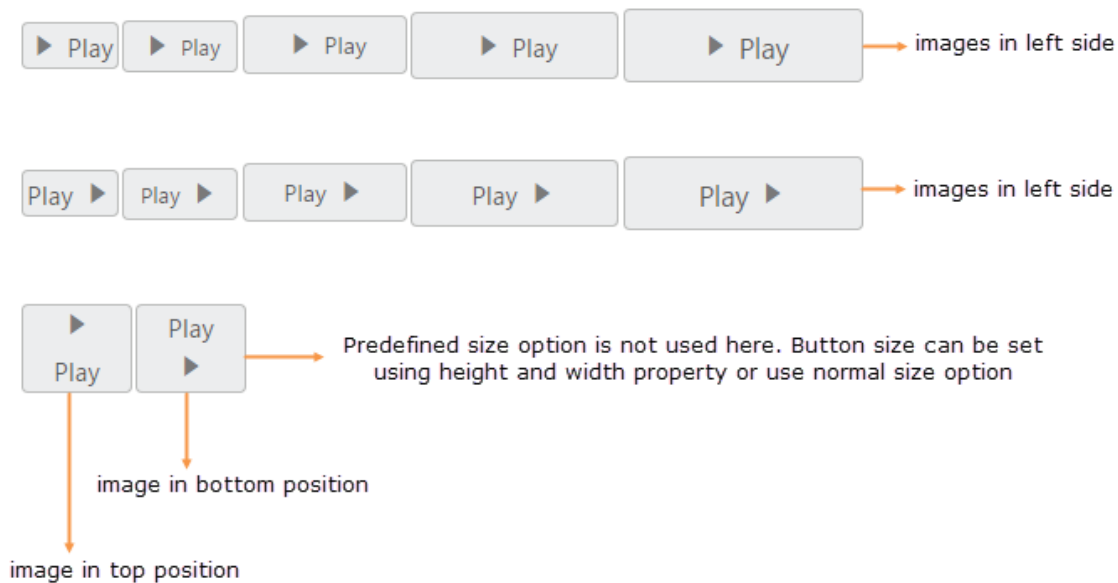 Play Play Play Play Play images in left side
Play Play Play Play Play images in left side
Play Play
Predefined size option is not used here. Button size can be set
using height and width property or use normal size option
image in bottom position
image in top position